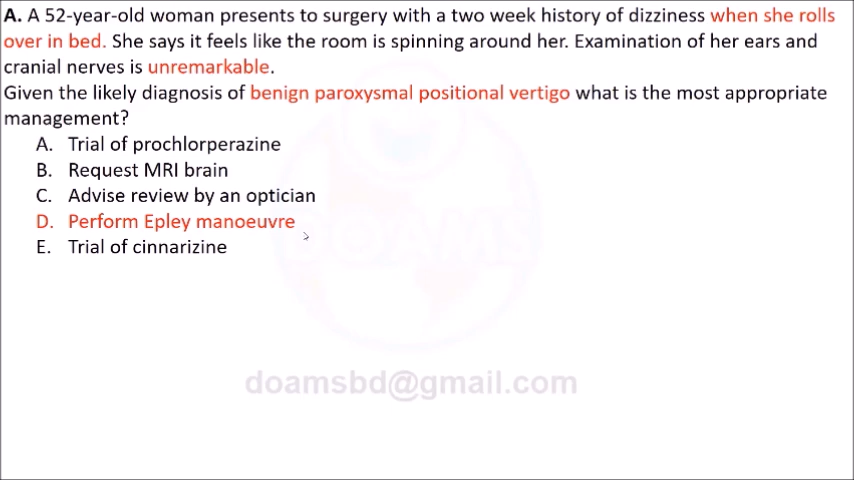 A. A 52-year-old woman presents to surgery with a two week history of dizziness when she rolls
over in bed. She says it feels like the room is spinning around her. Examination of her ears and
cranial nerves is unremarkable.
Given the likely diagnosis of benign paroxysmal positional vertigo what is the most appropriate
management?
A. Trial of prochlorperazine
B. Request MRI brain
C. Advise review by an optician
D. Perform Epley manoeuvre
E. Trial of cinnarizine
DOAMS
doamsbd@gmail.com